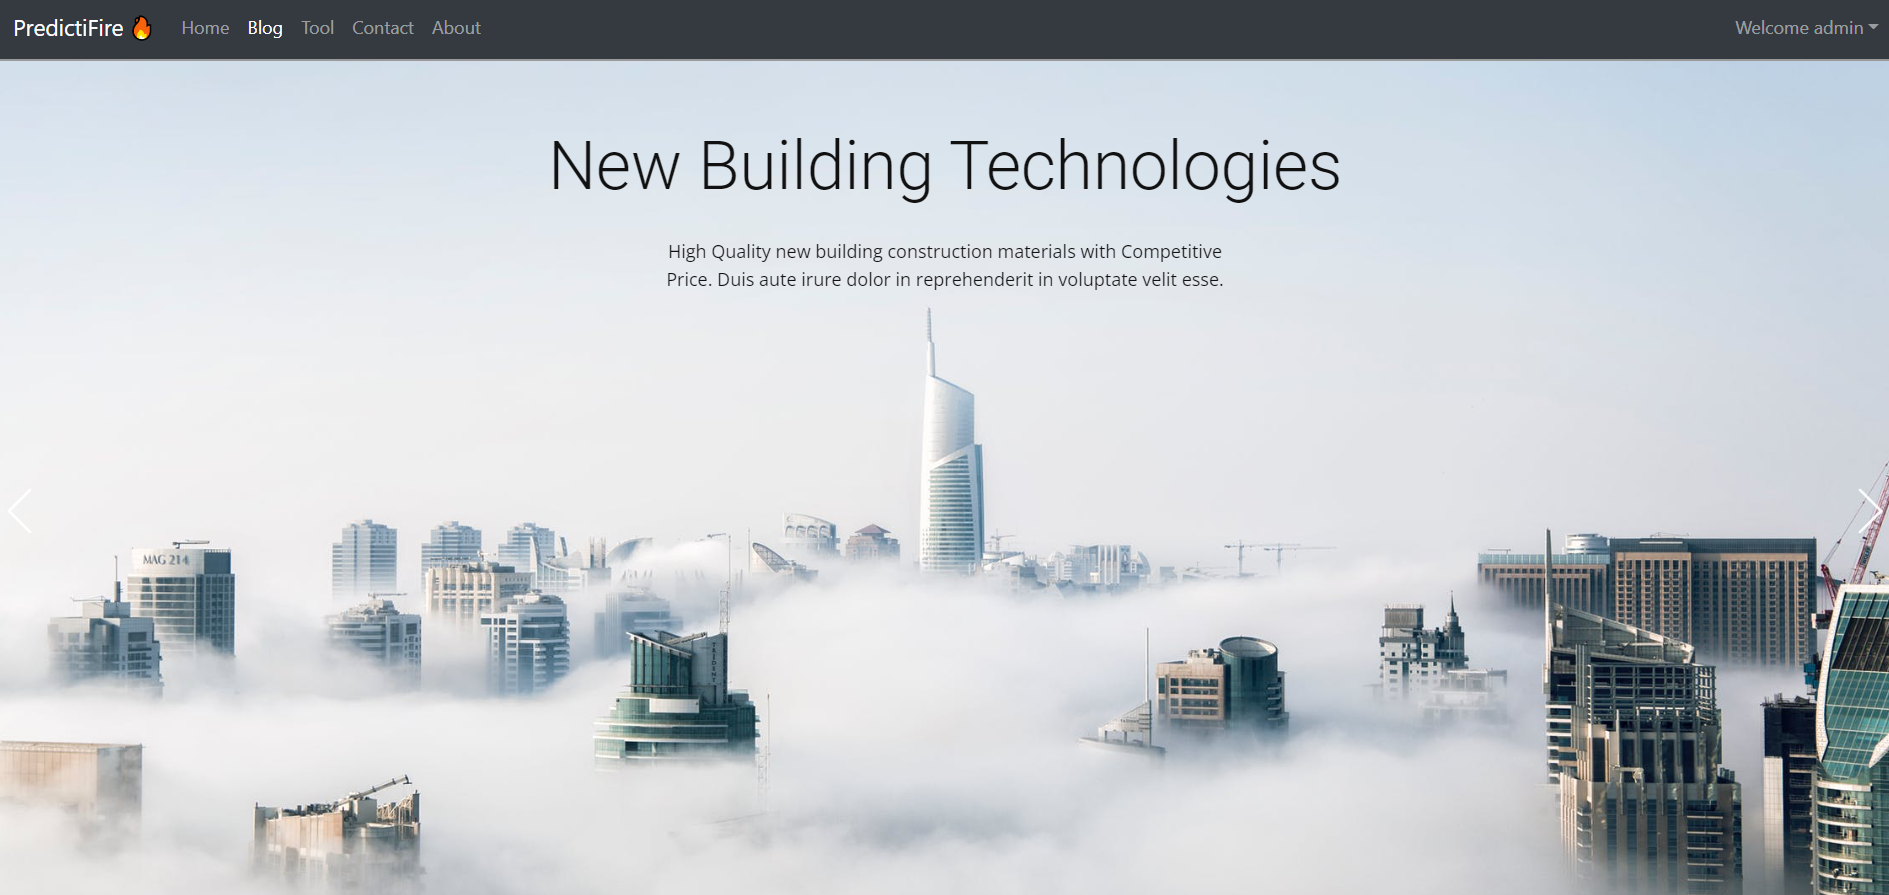 PredictiFire Home Blog Tool Contact About Welcome admin
New Building Technologies
High Quality new building construction materials with Competitive
Price. Duis aute irure dolor in reprehenderit in voluptate velit esse.
MAG 214
TRIDENT